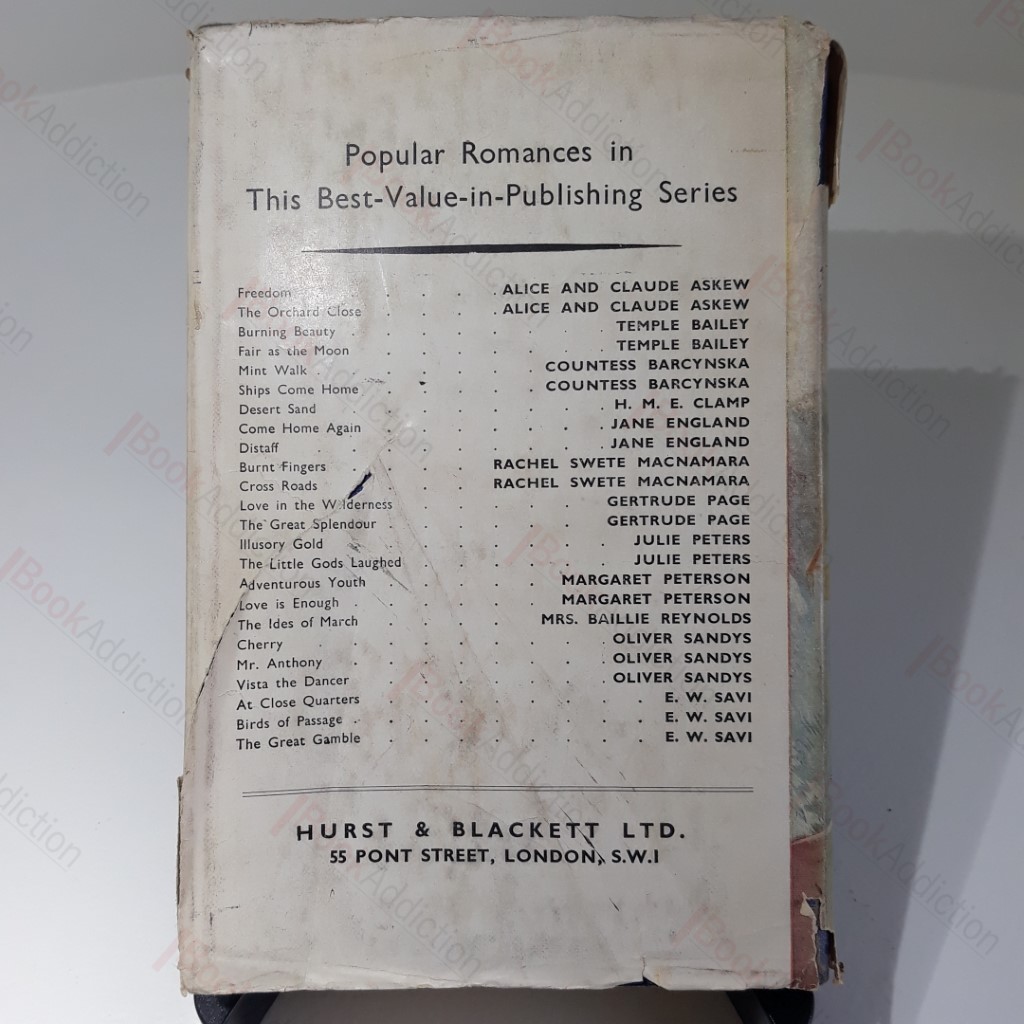 Popular Romances in
This Best-Value-in-Publishing Series
Freedom . . . . ALICE AND CLAUDE ASKEW
The Orchard Close . . . . ALICE AND CLAUDE ASKEW
Burning Beauty . . . . . . . . TEMPLE BAILEY
Fair as the Moon . . . . . . . TEMPLE BAILEY
Mint Walk . . . . . . COUNTESS BARCYNSKA
Ships Come Home . . . . . COUNTESS BARCYNSKA
Desert Sand . . . . . . . . H. M. E. CLAMP
Come Home Again . . . . . . . JANE ENGLAND
Distaff . . . . . . . . . JANE ENGLAND
Burnt Fingers . . . . RACHEL SWETE MACNAMARA
Cross Roads . . . . RACHEL SWETE MACNAMARA
Love in the Wilderness . . . . . GERTRUDE PAGE
The Great Splendour . . . . . . GERTRUDE PAGE
Illusory Gold . . . . . . . JULIE PETERS
The Little Gods Laughed . . . . . . JULIE PETERS
Adventurous Youth . . . . . MARGARET PETERSON
Love is Enough . . . . . . MARGARET PETERSON
The Ides of March . . . . MRS. BAILLIE REYNOLDS
Cherry . . . . . . . . . OLIVER SANDYS
Mr. Anthony . . . . . . . . OLIVER SANDYS
Vista the Dancer . . . . . . . OLIVER SANDYS
At Close Quarters . . . . . . . . E. W. SAVI
Birds of Passage . . . . . . . . . E. W. SAVI
The Great Gamble . . . . . . . . E. W. SAVI
HURST & BLACKETT LTD.
55 PONT STREET, LONDON, S.W.1
BookAddiction